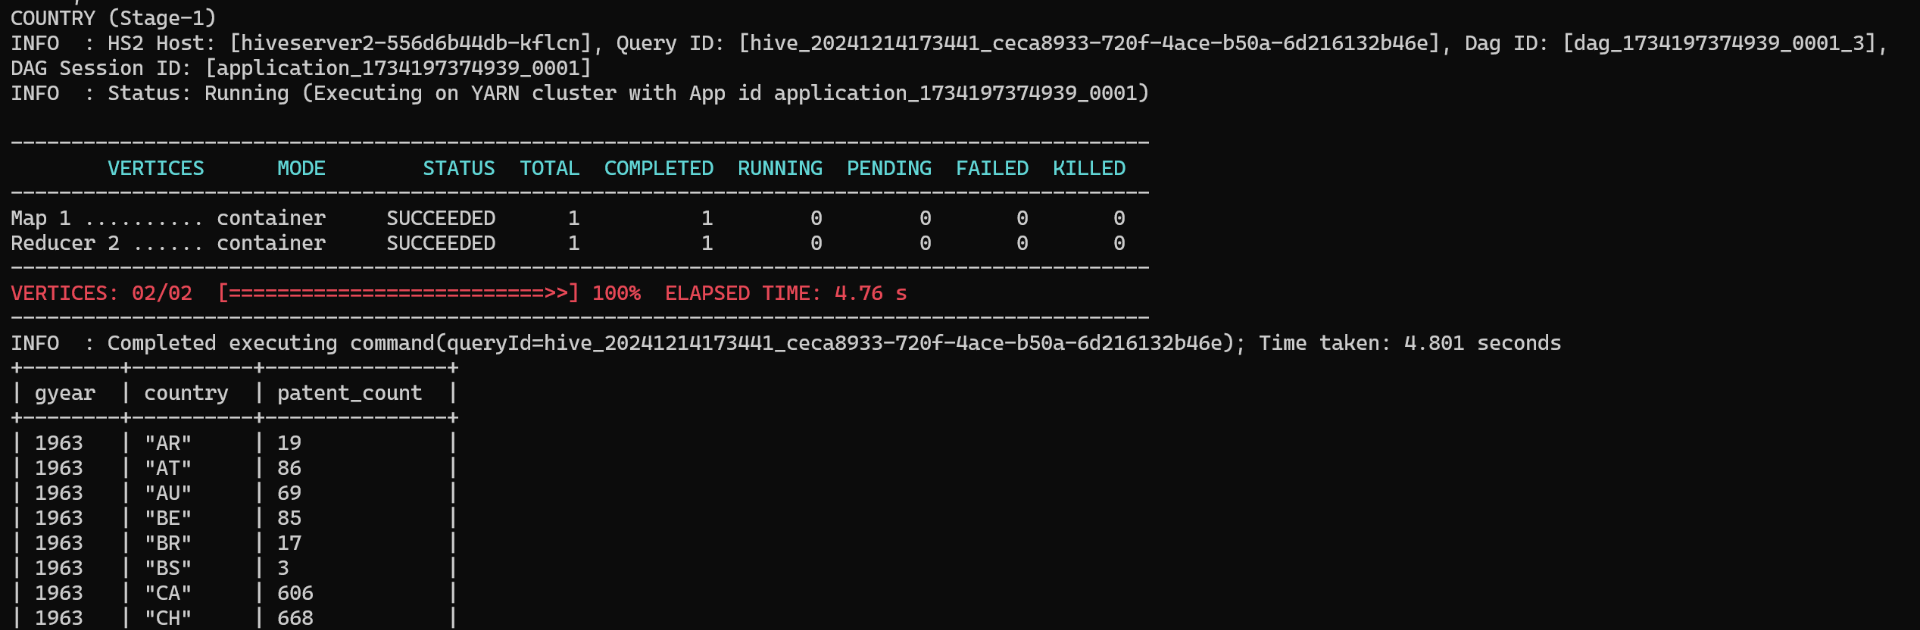 COUNTRY (Stage-1)
INFO  : HS2 Host: [hiveserver2-556d6b44db-kflcn], Query ID: [hive_20241214173441_ceca8933-720f-4ace-b50a-6d216132b46e], Dag ID: [dag_1734197374939_0001_3],
DAG Session ID: [application_1734197374939_0001]
INFO  : Status: Running (Executing on YARN cluster with App id application_1734197374939_0001)
----------------------------------------------------------------------------------------------
        VERTICES      MODE        STATUS  TOTAL  COMPLETED  RUNNING  PENDING  FAILED  KILLED
----------------------------------------------------------------------------------------------
Map 1 .......... container     SUCCEEDED      1          1        0        0       0       0
Reducer 2 ...... container     SUCCEEDED      1          1        0        0       0       0
----------------------------------------------------------------------------------------------
VERTICES: 02/02  [==========================>>] 100%  ELAPSED TIME: 4.76 s
----------------------------------------------------------------------------------------------
INFO  : Completed executing command(queryId=hive_20241214173441_ceca8933-720f-4ace-b50a-6d216132b46e); Time taken: 4.801 seconds
+--------+----------+---------------+
| gyear  | country  | patent_count  |
+--------+----------+---------------+
| 1963   | "AR"     | 19            |
| 1963   | "AT"     | 86            |
| 1963   | "AU"     | 69            |
| 1963   | "BE"     | 85            |
| 1963   | "BR"     | 17            |
| 1963   | "BS"     | 3             |
| 1963   | "CA"     | 606           |
| 1963   | "CH"     | 668           |